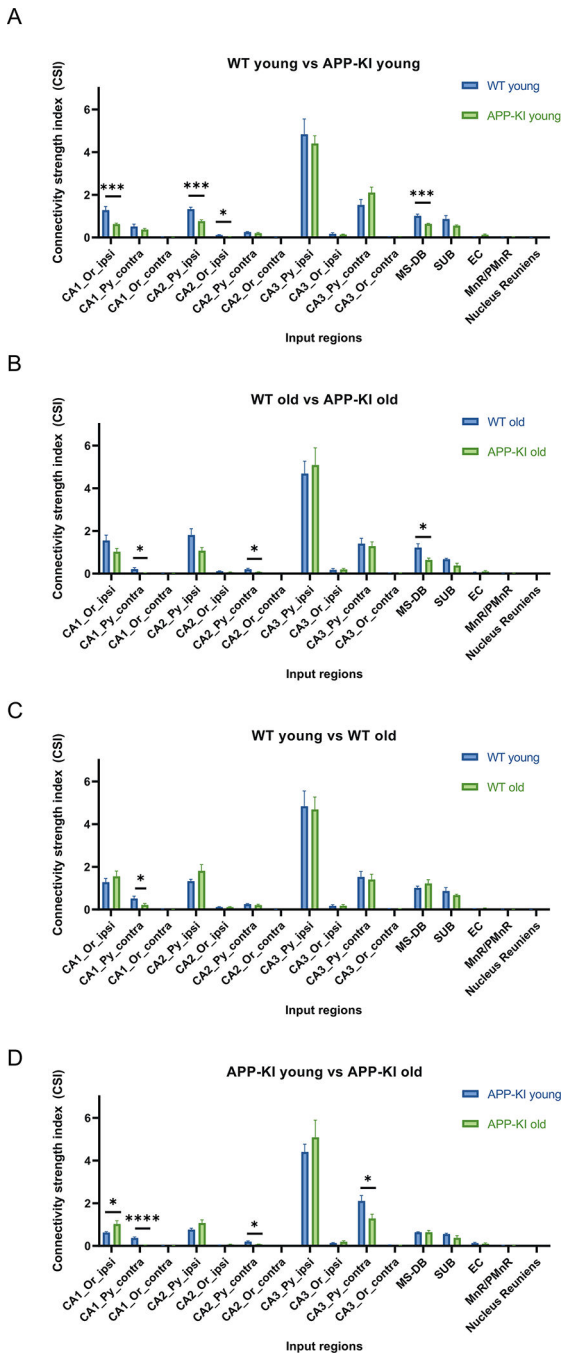 A
WT young vs APP-KI young
Connectivity strength index (CSI)
WT young
APP-KI young
6
4
2
0
***
***
*
***
CA1_Or_ipsi
CA1_Py_contra
CA1_Or_contra
CA2_Py_ipsi
CA2_Or_ipsi
CA2_Py_contra
CA2_Or_contra
CA3_Py_ipsi
CA3_Or_ipsi
CA3_Py_contra
CA3_Or_contra
MS-DB
SUB
EC
MnR/PMnR
Nucleus Reuniens
Input regions
B
WT old vs APP-KI old
Connectivity strength index (CSI)
WT old
APP-KI old
6
4
2
0
*
*
*
CA1_Or_ipsi
CA1_Py_contra
CA1_Or_contra
CA2_Py_ipsi
CA2_Or_ipsi
CA2_Py_contra
CA2_Or_contra
CA3_Py_ipsi
CA3_Or_ipsi
CA3_Py_contra
CA3_Or_contra
MS-DB
SUB
EC
MnR/PMnR
Nucleus Reuniens
Input regions
C
WT young vs WT old
Connectivity strength index (CSI)
WT young
WT old
6
4
2
0
*
CA1_Or_ipsi
CA1_Py_contra
CA1_Or_contra
CA2_Py_ipsi
CA2_Or_ipsi
CA2_Py_contra
CA2_Or_contra
CA3_Py_ipsi
CA3_Or_ipsi
CA3_Py_contra
CA3_Or_contra
MS-DB
SUB
EC
MnR/PMnR
Nucleus Reuniens
Input regions
D
APP-KI young vs APP-KI old
Connectivity strength index (CSI)
APP-KI young
APP-KI old
6
4
2
0
*
****
*
*
CA1_Or_ipsi
CA1_Py_contra
CA1_Or_contra
CA2_Py_ipsi
CA2_Or_ipsi
CA2_Py_contra
CA2_Or_contra
CA3_Py_ipsi
CA3_Or_ipsi
CA3_Py_contra
CA3_Or_contra
MS-DB
SUB
EC
MnR/PMnR
Nucleus Reuniens
Input regions